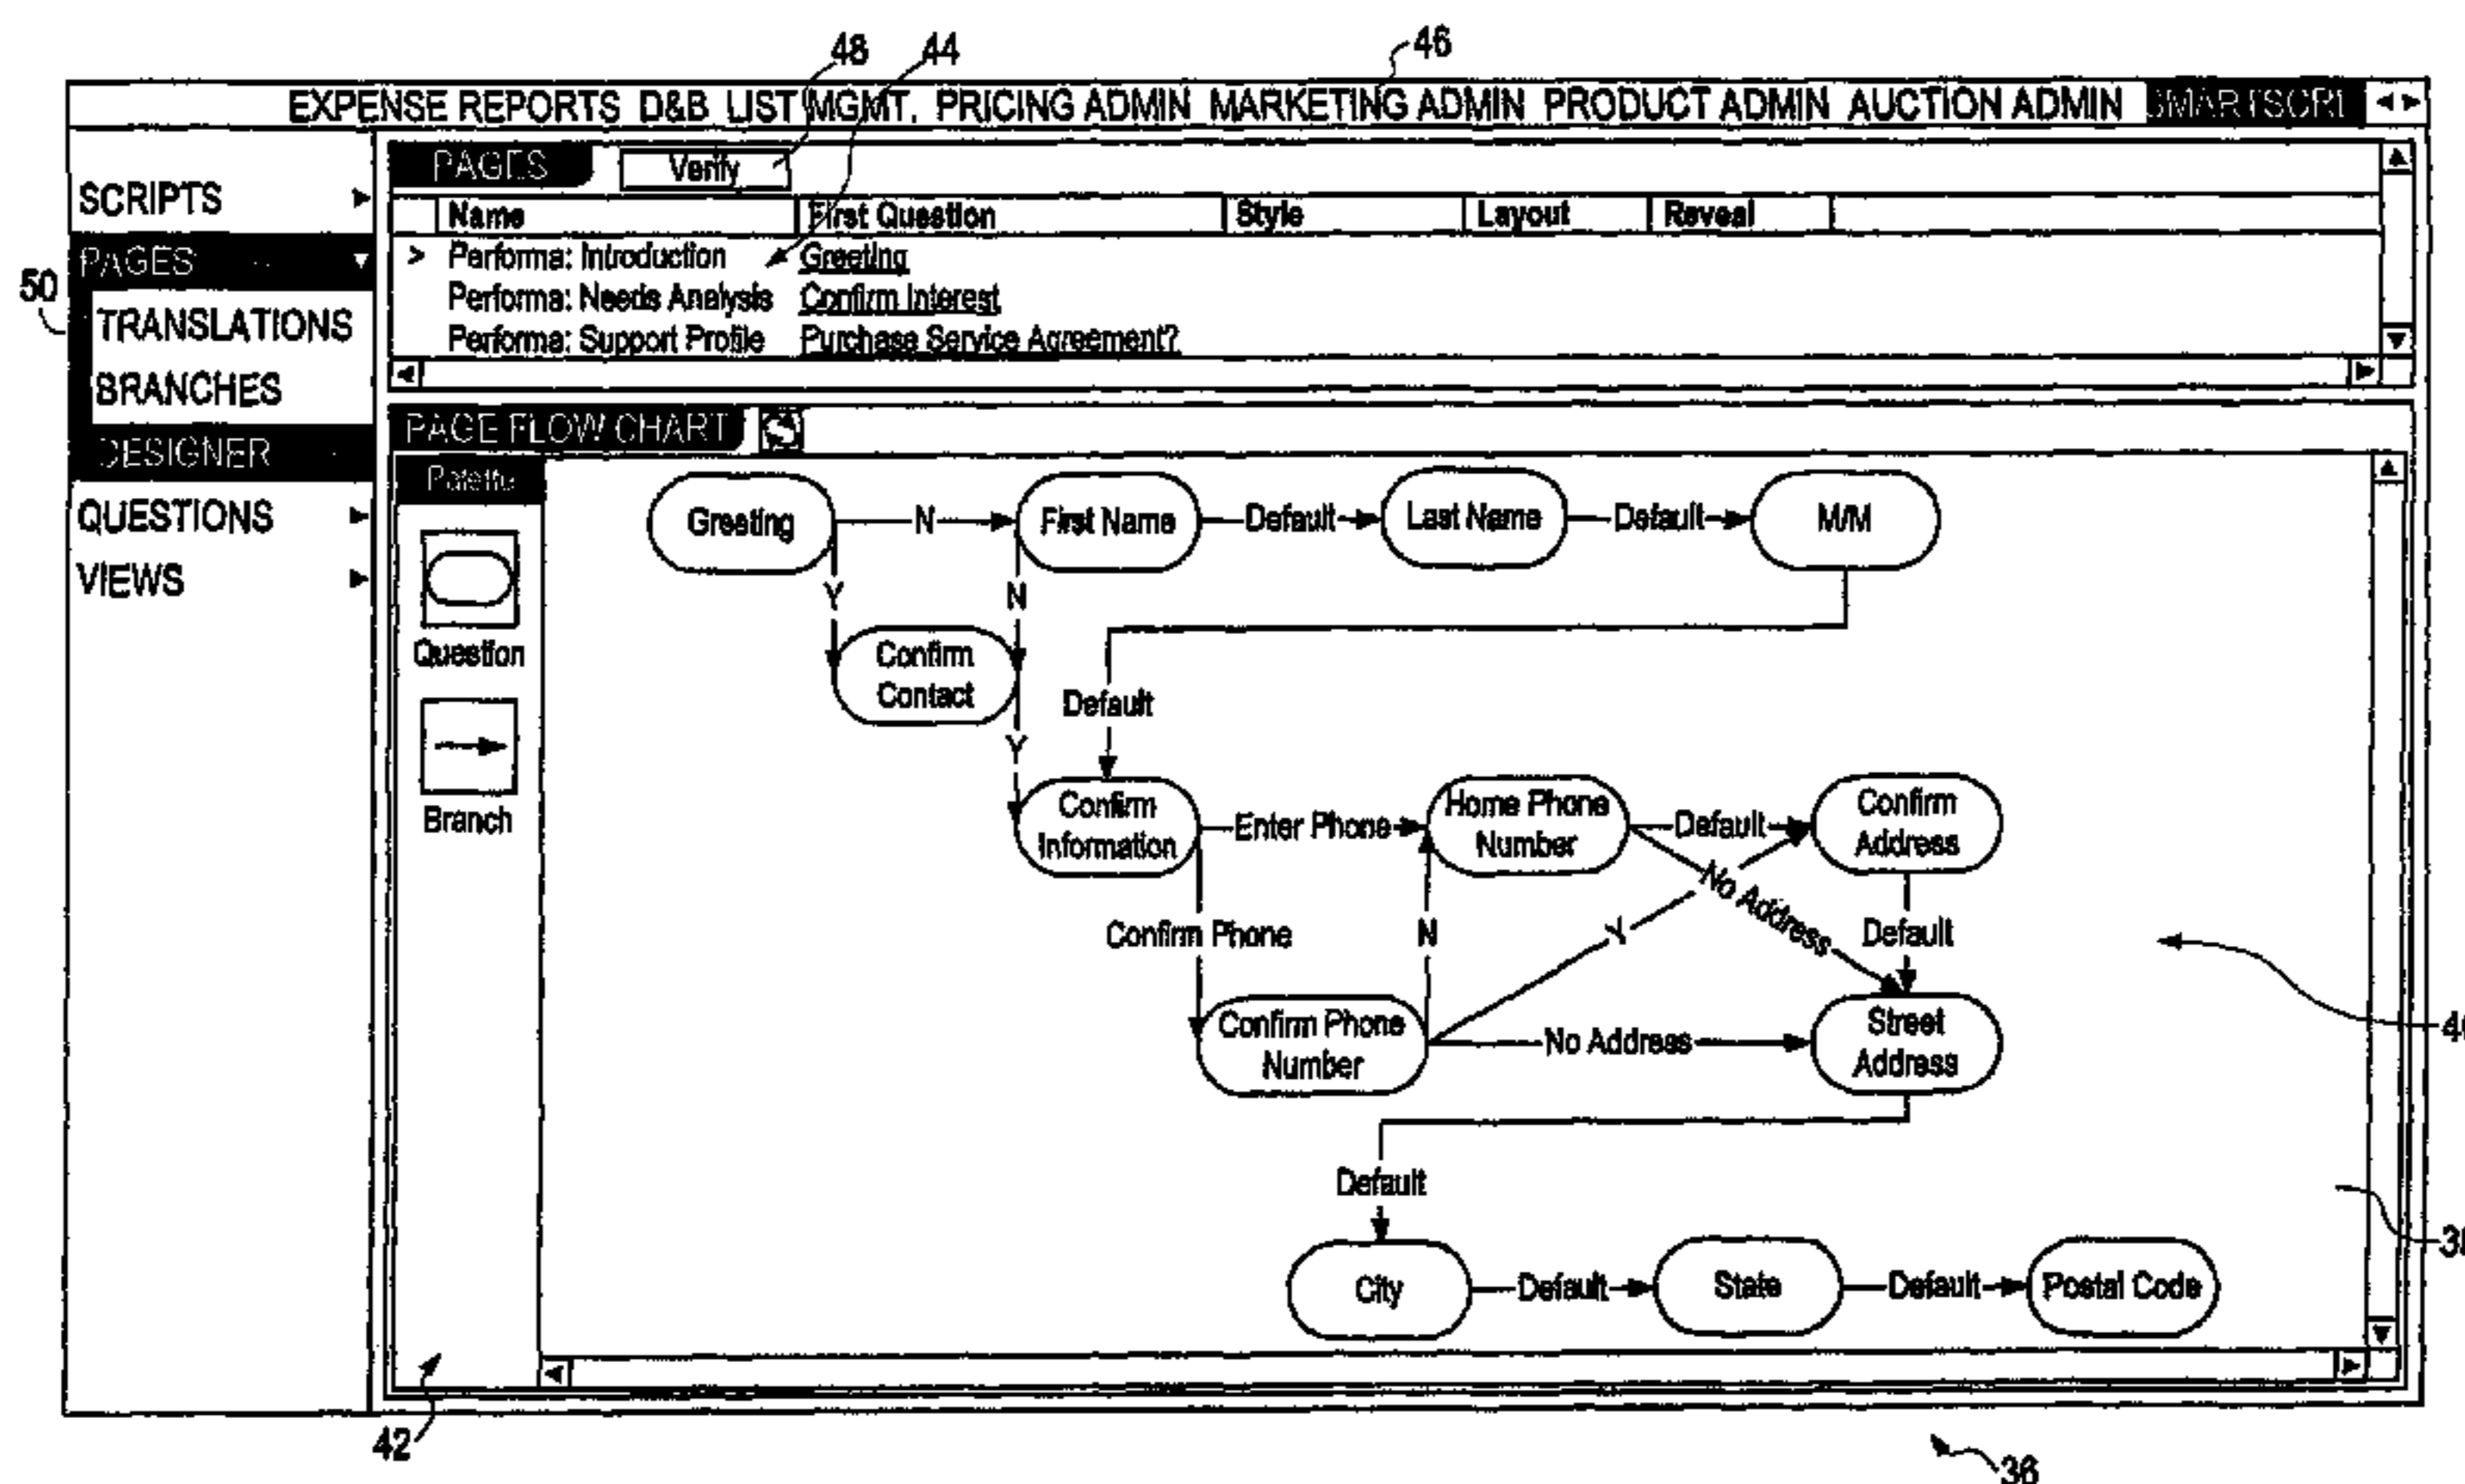 48 44 46
EXPENSE REPORTS D&B LIST MGMT. PRICING ADMIN MARKETING ADMIN PRODUCT ADMIN AUCTION ADMIN SMARTSCRI
SCRIPTS
PAGES
TRANSLATIONS
BRANCHES
DESIGNER
QUESTIONS
VIEWS
50
PAGES Verify
Name First Question Style Layout Reveal
> Performa: Introduction Greeting
Performa: Needs Analysis Confirm Interest
Performa: Support Profile Purchase Service Agreement?
PAGE FLOW CHART
Palette
Question
Branch
Greeting N First Name Default Last Name Default M/M
Y N
Confirm
Contact
Default
Y
Confirm
Information
Enter Phone
Home Phone
Number
Default
Confirm
Address
No Address
Confirm Phone N Y Default
Confirm Phone
Number
No Address
Street
Address
Default
City Default State Default Postal Code
42
36